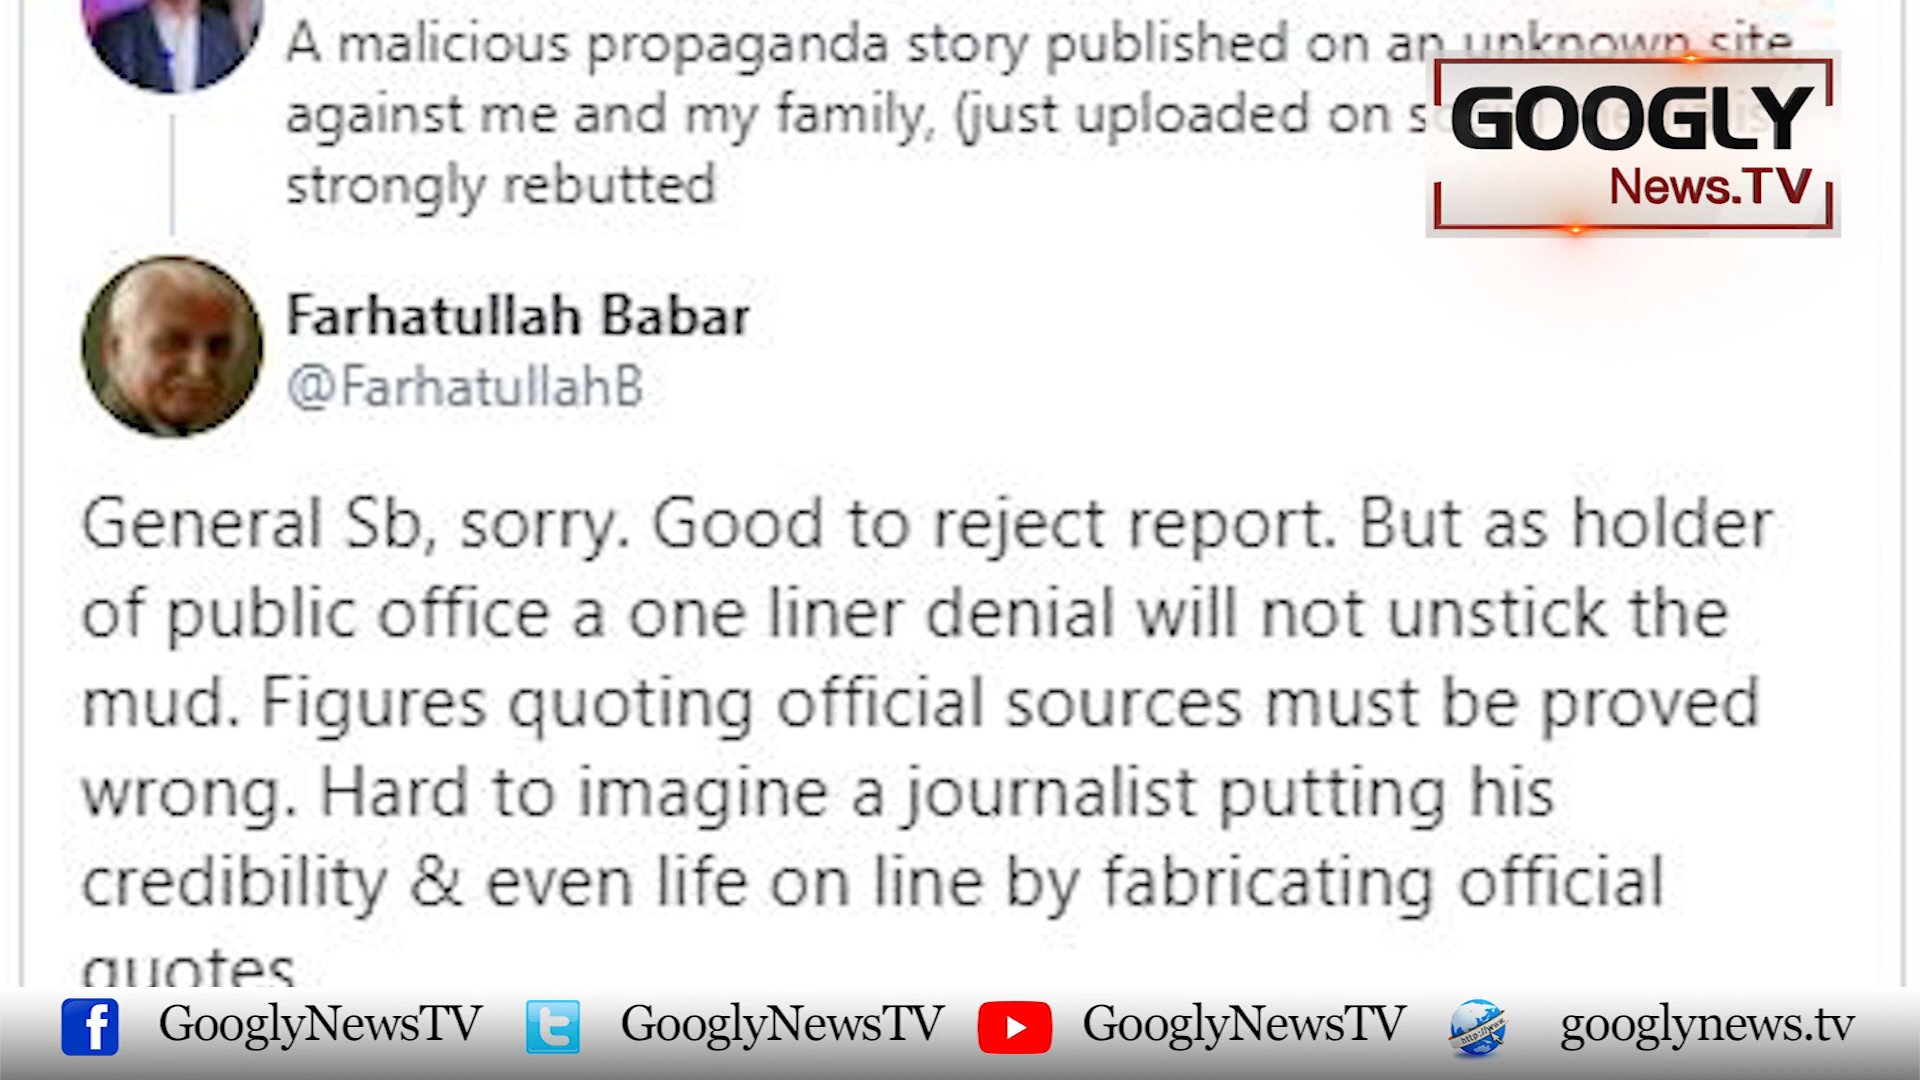 A malicious propaganda story published on an unknown site,
against me and my family, (just uploaded on
strongly rebutted
GOOGLY
News.TV
Farhatullah Babar
@FarhatullahB
General Sb, sorry. Good to reject report. But as holder
of public office a one liner denial will not unstick the
mud. Figures quoting official sources must be proved
wrong. Hard to imagine a journalist putting his
credibility & even life on line by fabricating official
quotes
GooglyNewsTV GooglyNewsTV GooglyNewsTV googlynews.tv